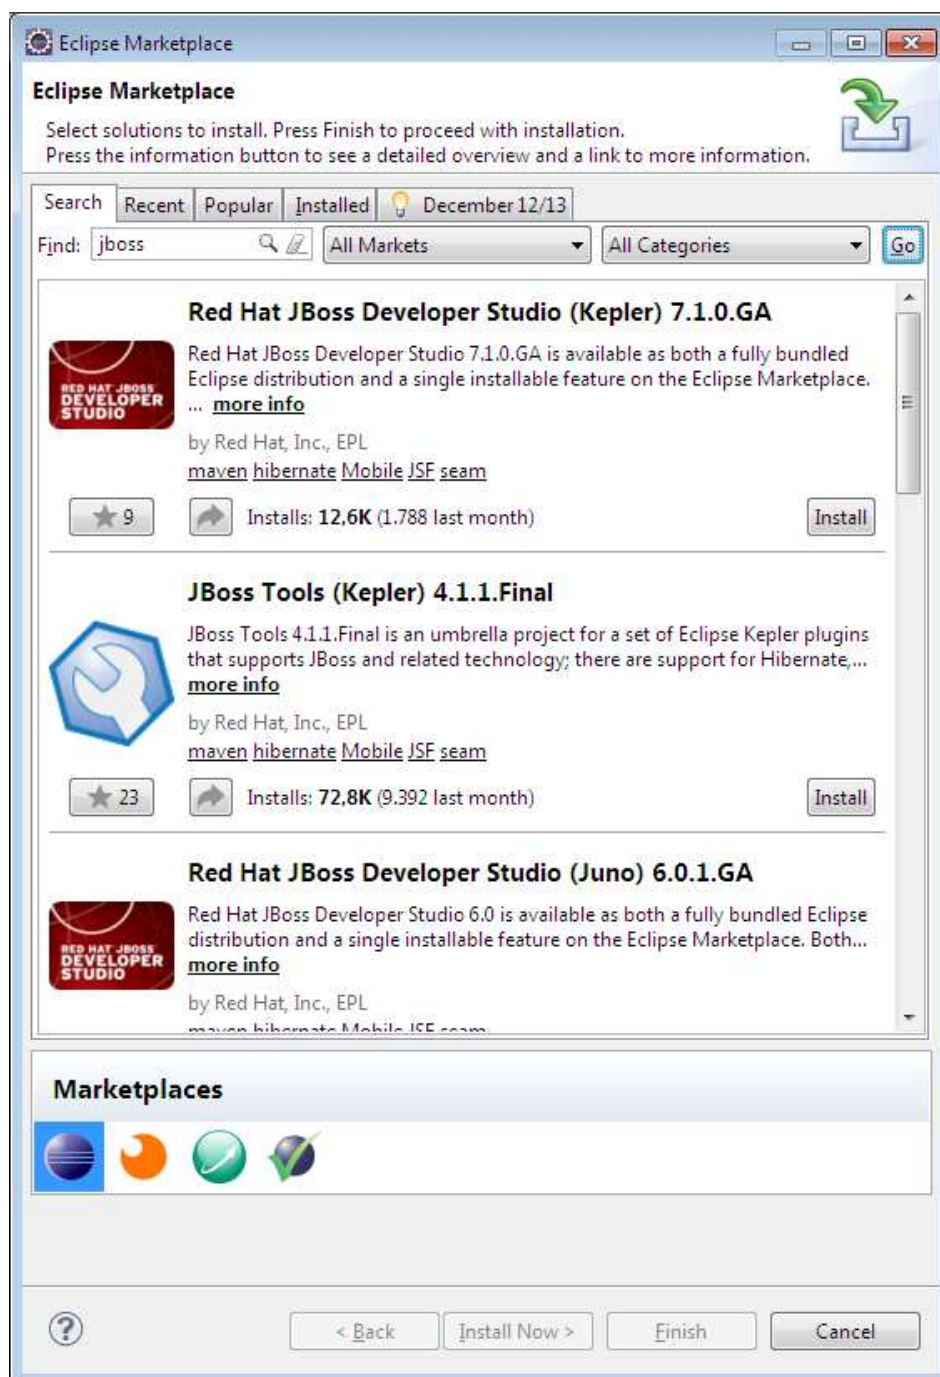 Eclipse Marketplace
Eclipse Marketplace
Select solutions to install. Press Finish to proceed with installation.
Press the information button to see a detailed overview and a link to more information.
Search Recent Popular Installed December 12/13
Find: jboss All Markets All Categories Go
Red Hat JBoss Developer Studio (Kepler) 7.1.0.GA
Red Hat JBoss Developer Studio 7.1.0.GA is available as both a fully bundled
Eclipse distribution and a single installable feature on the Eclipse Marketplace.
... more info
RED HAT JBOSS
DEVELOPER
STUDIO
by Red Hat, Inc., EPL
maven hibernate Mobile JSF seam
9 Installs: 12,6K (1.788 last month) Install
JBoss Tools (Kepler) 4.1.1.Final
JBoss Tools 4.1.1.Final is an umbrella project for a set of Eclipse Kepler plugins
that supports JBoss and related technology; there are support for Hibernate,...
more info
by Red Hat, Inc., EPL
maven hibernate Mobile JSF seam
23 Installs: 72,8K (9.392 last month) Install
Red Hat JBoss Developer Studio (Juno) 6.0.1.GA
Red Hat JBoss Developer Studio 6.0 is available as both a fully bundled Eclipse
distribution and a single installable feature on the Eclipse Marketplace. Both...
more info
RED HAT JBOSS
DEVELOPER
STUDIO
by Red Hat, Inc., EPL
maven hibernate Mobile JSF seam
Marketplaces
? < Back Install Now > Finish Cancel